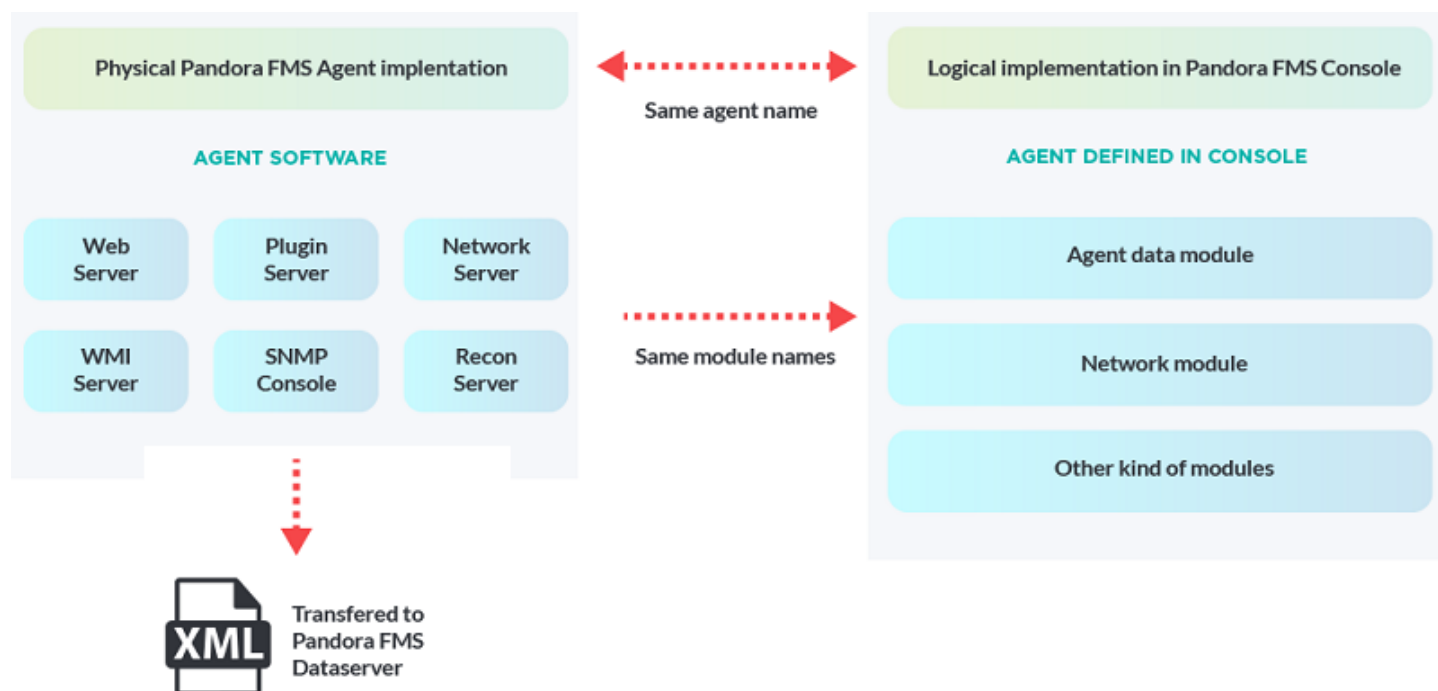 Physical Pandora FMS Agent implentation
Same agent name
Logical implementation in Pandora FMS Console
AGENT SOFTWARE
AGENT DEFINED IN CONSOLE
Web
Server
Plugin
Server
Network
Server
WMI
Server
SNMP
Console
Recon
Server
Same module names
Agent data module
Network module
Other kind of modules
XML
Transfered to
Pandora FMS
Dataserver